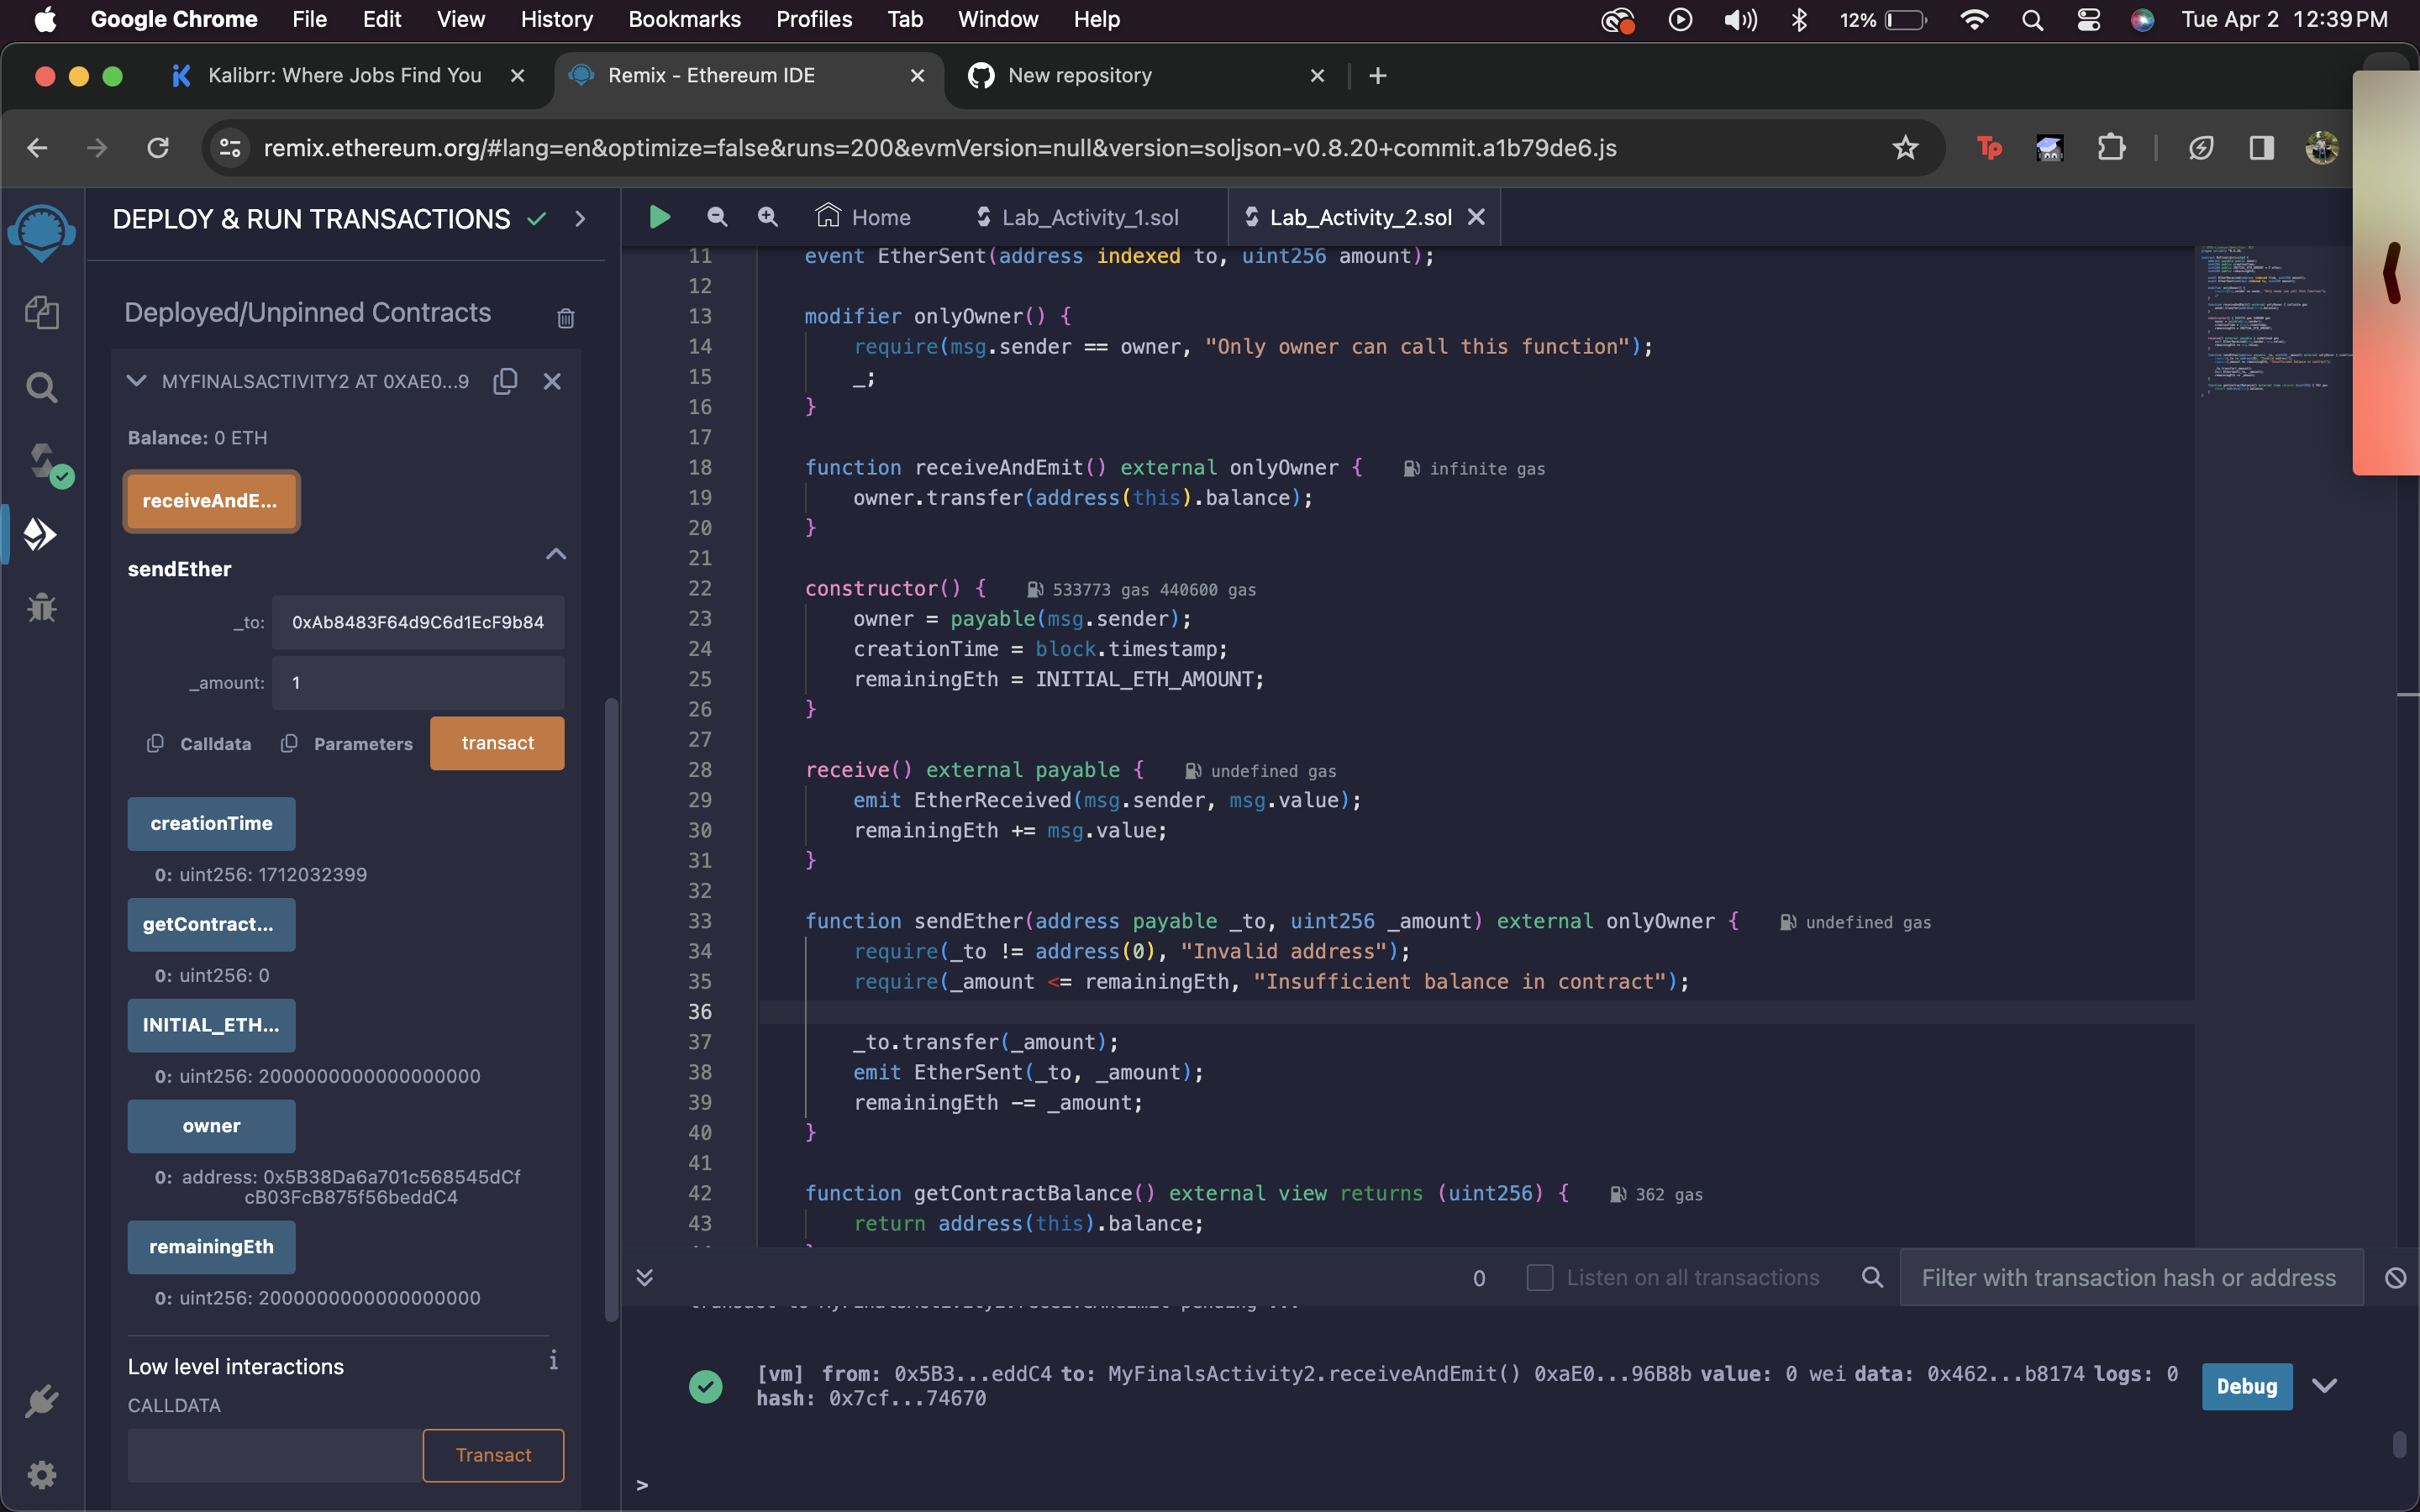 Google Chrome File Edit View History Bookmarks Profiles Tab Window Help 12% Tue Apr 2 12:39 PM
Kalibrr: Where Jobs Find You
Remix - Ethereum IDE
New repository
remix.ethereum.org/#lang=en&optimize=false&runs=200&evmVersion=null&version=soljson-v0.8.20+commit.a1b79de6.js
Tp
DEPLOY & RUN TRANSACTIONS
Deployed/Unpinned Contracts
MYFINALSACTIVITY2 AT 0XAE0...9
Balance: 0 ETH
receiveAndE...
sendEther
_to: 0xAb8483F64d9C6d1EcF9b84
_amount: 1
Calldata Parameters transact
creationTime
0: uint256: 1712032399
getContract...
0: uint256: 0
INITIAL_ETH...
0: uint256: 2000000000000000000
owner
0: address: 0x5B38Da6a701c568545dCf
cB03FcB875f56beddC4
remainingEth
0: uint256: 2000000000000000000
Low level interactions
i
CALLDATA
Transact
Home
Lab_Activity_1.sol
Lab_Activity_2.sol
11 event EtherSent(address indexed to, uint256 amount);
12
13 modifier onlyOwner() {
14 require(msg.sender == owner, "Only owner can call this function");
15 _;
16 }
17
18 function receiveAndEmit() external onlyOwner { infinite gas
19 owner.transfer(address(this).balance);
20 }
21
22 constructor() { 533773 gas 440600 gas
23 owner = payable(msg.sender);
24 creationTime = block.timestamp;
25 remainingEth = INITIAL_ETH_AMOUNT;
26 }
27
28 receive() external payable { undefined gas
29 emit EtherReceived(msg.sender, msg.value);
30 remainingEth += msg.value;
31 }
32
33 function sendEther(address payable _to, uint256 _amount) external onlyOwner { undefined gas
34 require(_to != address(0), "Invalid address");
35 require(_amount <= remainingEth, "Insufficient balance in contract");
36
37 _to.transfer(_amount);
38 emit EtherSent(_to, _amount);
39 remainingEth -= _amount;
40 }
41
42 function getContractBalance() external view returns (uint256) { 362 gas
43 return address(this).balance;
0 Listen on all transactions Filter with transaction hash or address
[vm] from: 0x5B3...eddC4 to: MyFinalsActivity2.receiveAndEmit() 0xaE0...96B8b value: 0 wei data: 0x462...b8174 logs: 0
hash: 0x7cf...74670
Debug
>